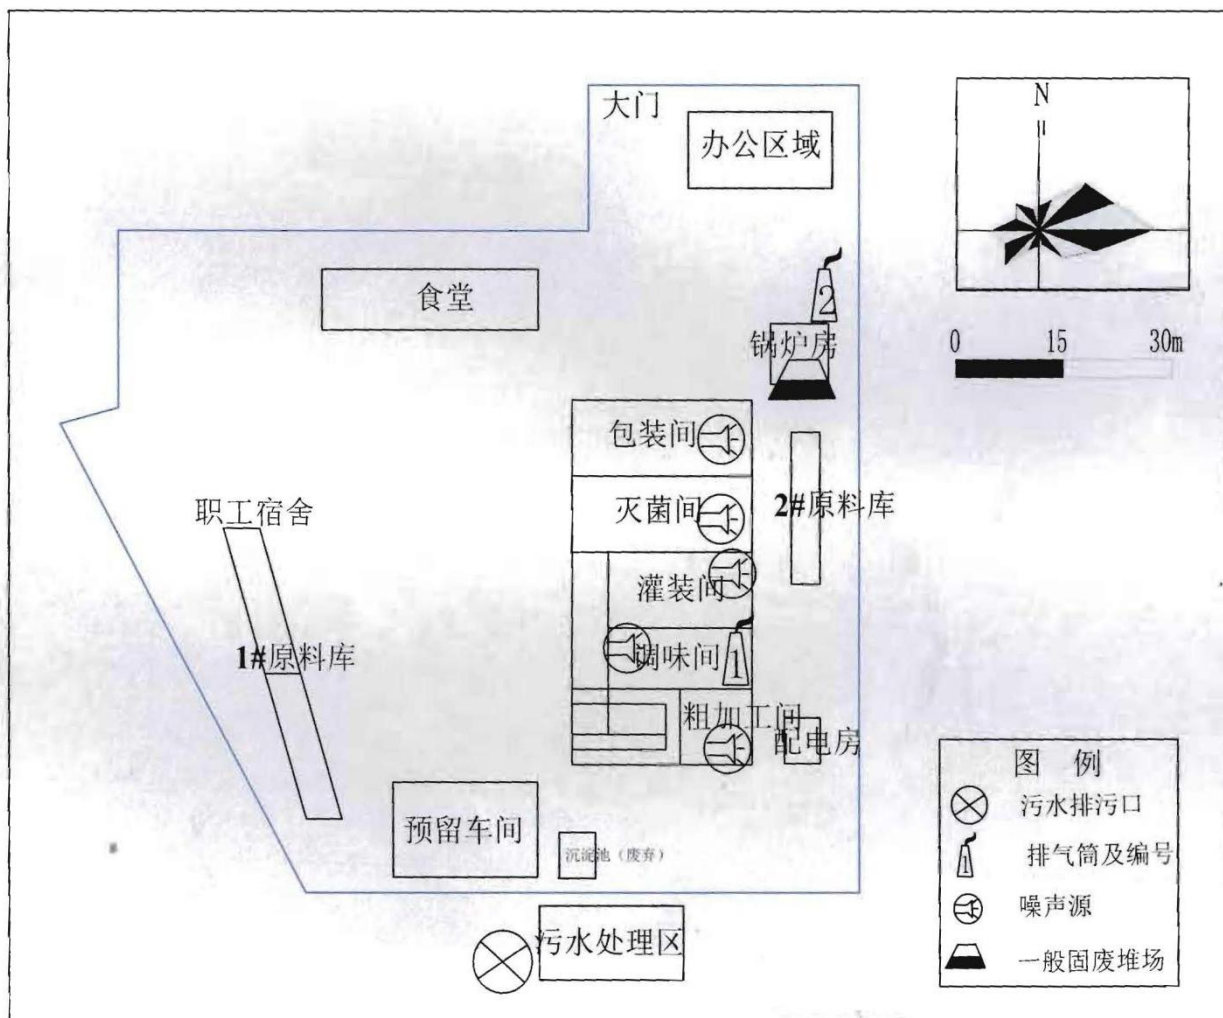 大门
办公区域
N
食堂
2
锅炉房
0 15 30m
包装间
灭菌间
2#原料库
职工宿舍
灌装间
1#原料库
调味间
1
粗加工间
配电房
预留车间
沉淀池（废弃）
污水处理区
图 例
污水排污口
1
排气筒及编号
噪声源
一般固废堆场